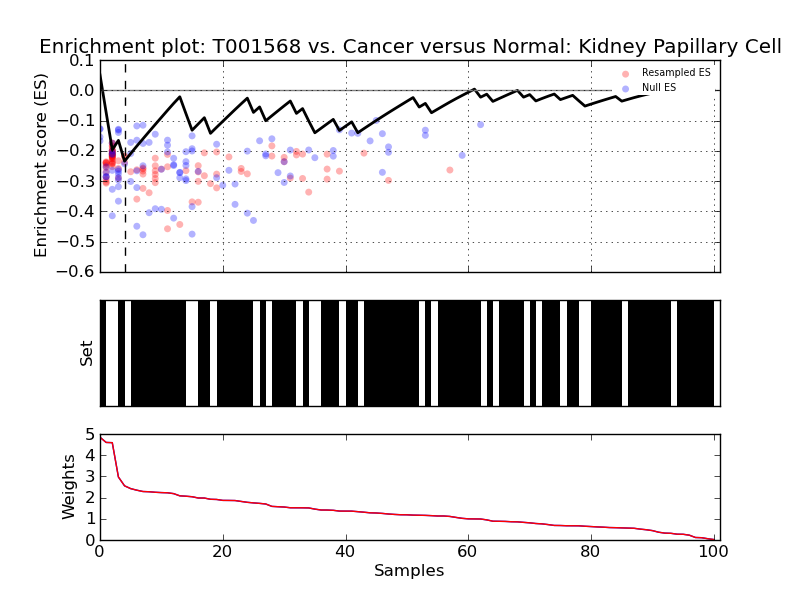 Enrichment plot: T001568 vs. Cancer versus Normal: Kidney Papillary Cell
Enrichment score (ES)
0.1
0.0
−0.1
−0.2
−0.3
−0.4
−0.5
−0.6
Resampled ES
Null ES
Set
Weights
5
4
3
2
1
0
0
20
40
60
80
100
Samples